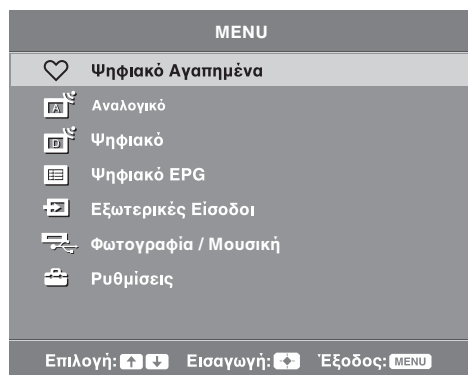 MENU
Ψηφιακό Αγαπημένα
Αναλογικό
Ψηφιακό
Ψηφιακό EPG
Εξωτερικές Είσοδοι
Φωτογραφία / Μουσική
Ρυθμίσεις
Επιλογή: Εισαγωγή: Έξοδος: MENU